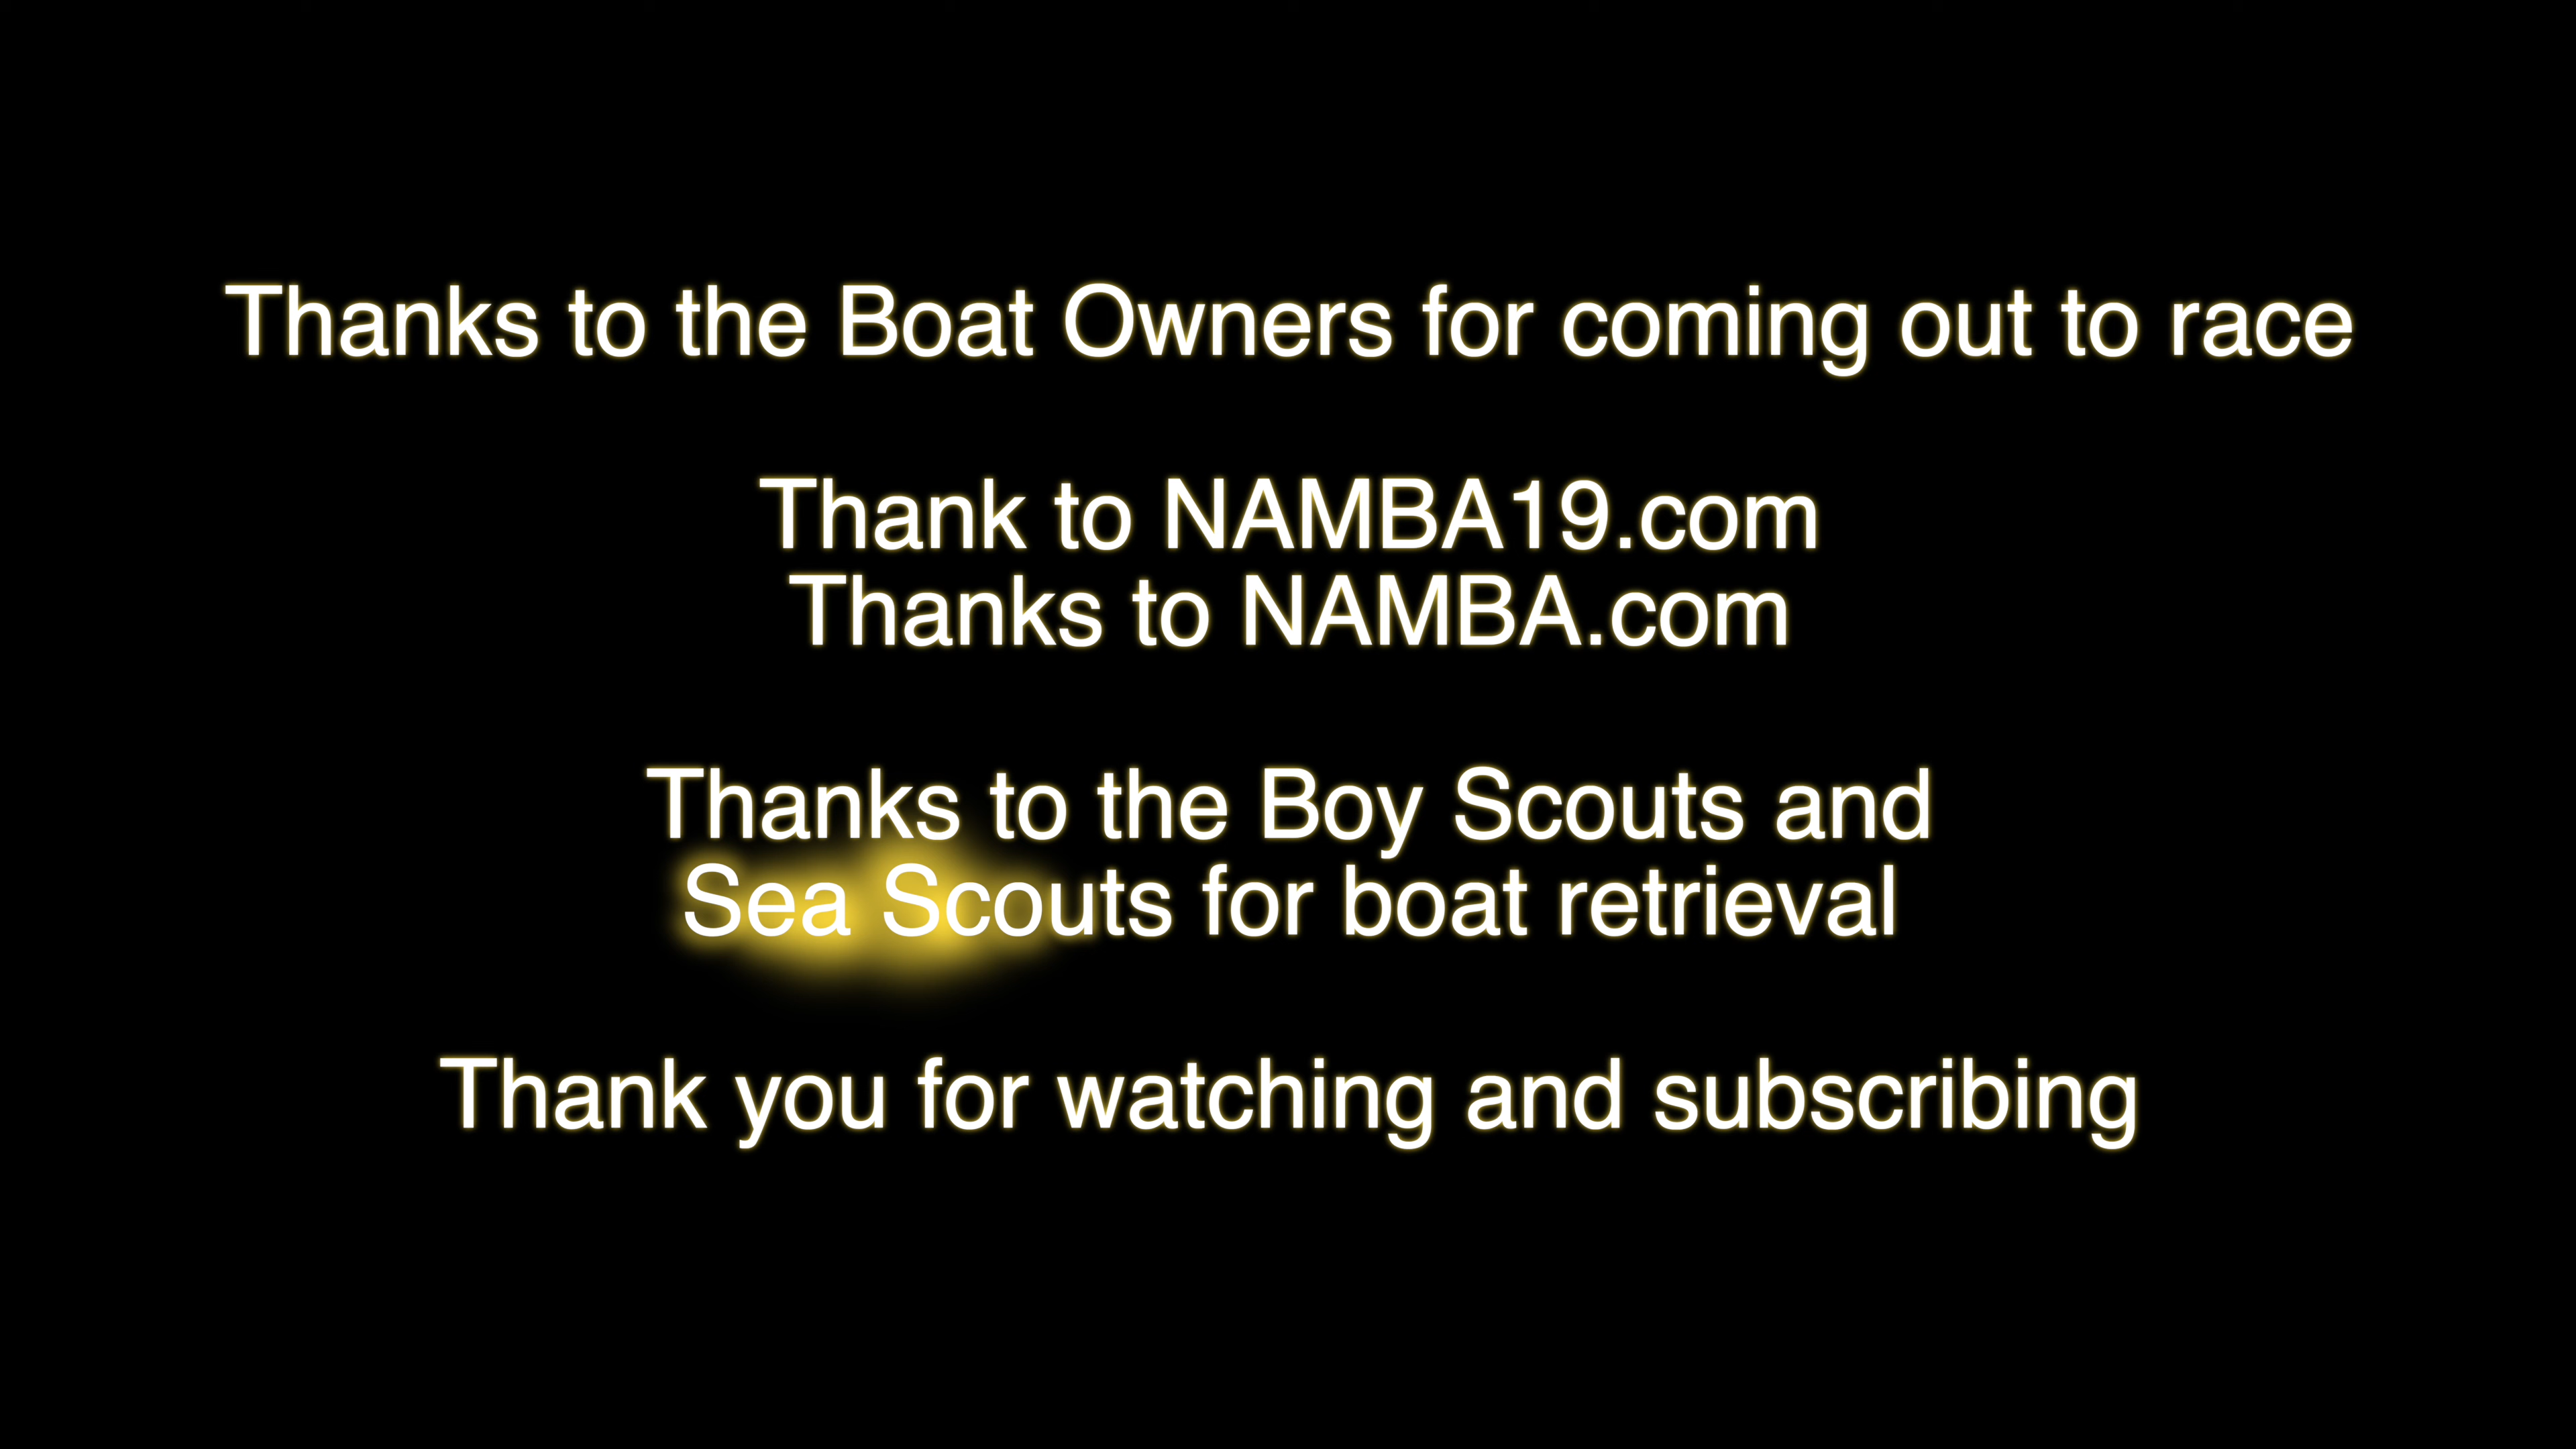 Thanks to the Boat Owners for coming out to race
Thank to NAMBA19.com
Thanks to NAMBA.com
Thanks to the Boy Scouts and
Sea Scouts for boat retrieval
Thank you for watching and subscribing